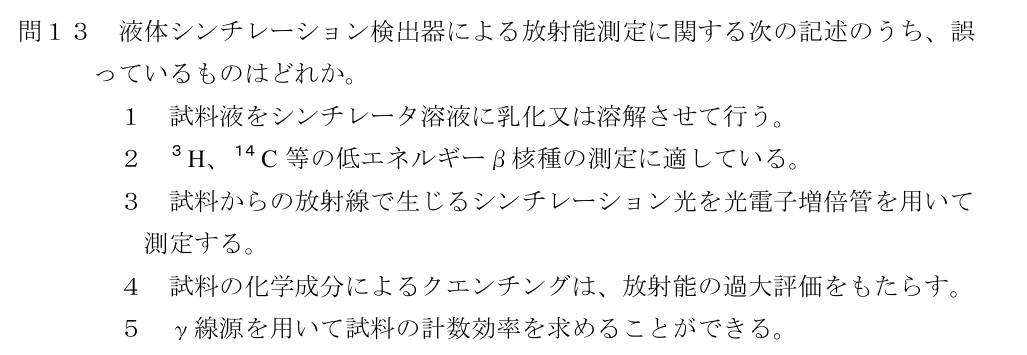 問１３　液体シンチレーション検出器による放射能測定に関する次の記述のうち、誤
っているものはどれか。
１　試料液をシンチレータ溶液に乳化又は溶解させて行う。
２　³H、¹⁴C 等の低エネルギーβ核種の測定に適している。
３　試料からの放射線で生じるシンチレーション光を光電子増倍管を用いて
測定する。
４　試料の化学成分によるクエンチングは、放射能の過大評価をもたらす。
５　γ線源を用いて試料の計数効率を求めることができる。